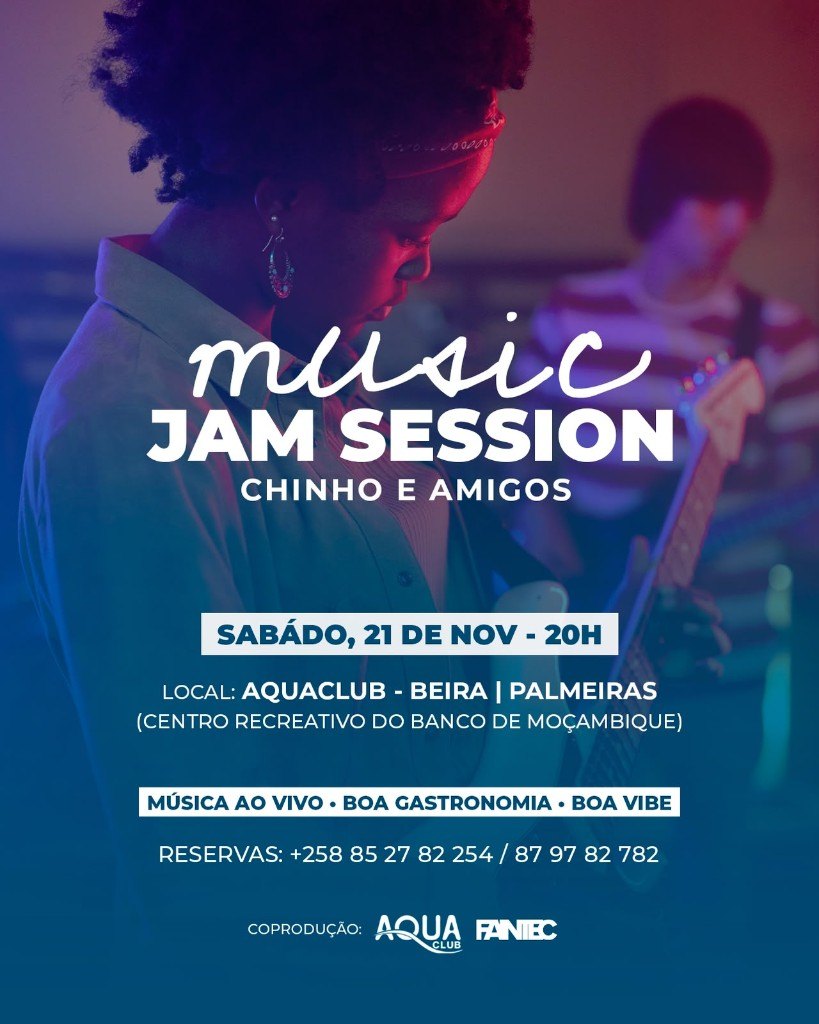 music
JAM SESSION
CHINHO E AMIGOS
SABÁDO, 21 DE NOV - 20H
LOCAL: AQUACLUB - BEIRA | PALMEIRAS
(CENTRO RECREATIVO DO BANCO DE MOÇAMBIQUE)
MÚSICA AO VIVO • BOA GASTRONOMIA • BOA VIBE
RESERVAS: +258 85 27 82 254 / 87 97 82 782
COPRODUÇÃO: AQUA CLUB FAINTEC